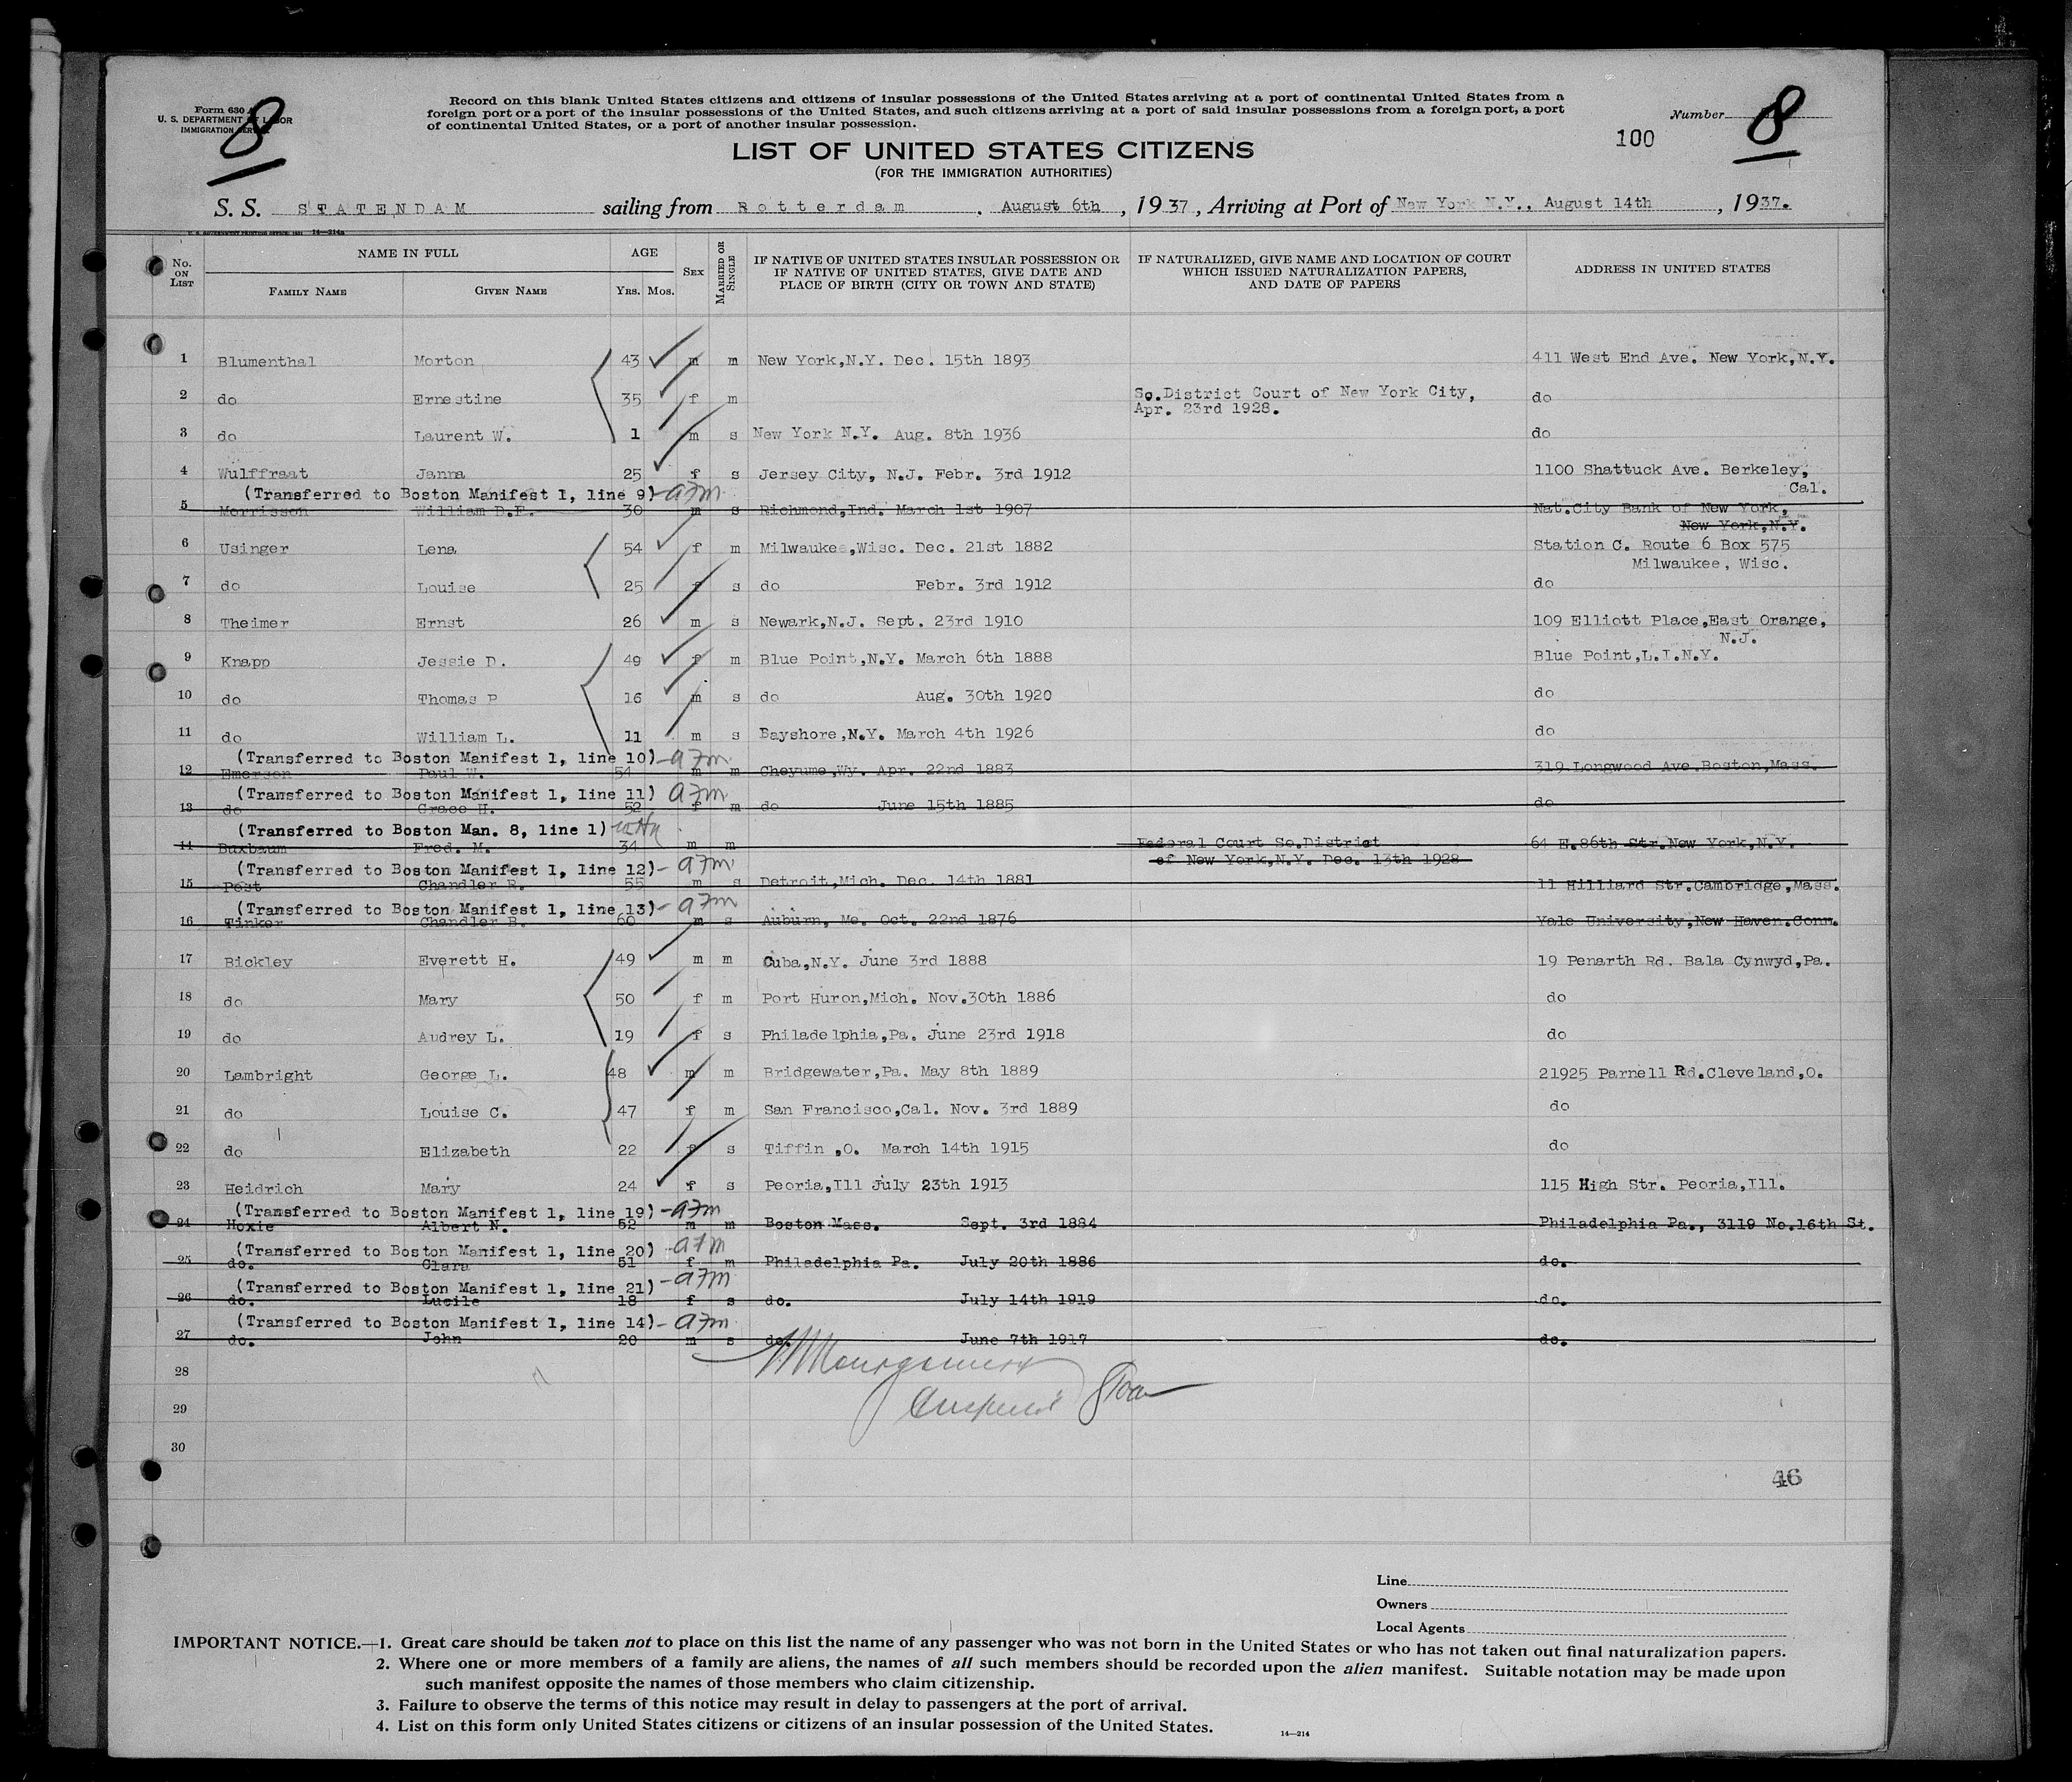 Form 630
U. S. DEPARTMENT OF LABOR
IMMIGRATION SERVICE
8
Record on this blank United States citizens and citizens of insular possessions of the United States arriving at a port of continental United States from a
foreign port or a port of the insular possessions of the United States, and such citizens arriving at a port of said insular possessions from a foreign port, a port
of continental United States, or a port of another insular possession.
Number 8
100
LIST OF UNITED STATES CITIZENS
(FOR THE IMMIGRATION AUTHORITIES)
S. S. STATENDAM sailing from Rotterdam, August 6th, 1937, Arriving at Port of New York N.Y., August 14th, 1937.
No. ON LIST NAME IN FULL FAMILY NAME GIVEN NAME AGE YRS. MOS. SEX MARRIED OR SINGLE IF NATIVE OF UNITED STATES INSULAR POSSESSION OR IF NATIVE OF UNITED STATES, GIVE DATE AND PLACE OF BIRTH (CITY OR TOWN AND STATE) IF NATURALIZED, GIVE NAME AND LOCATION OF COURT WHICH ISSUED NATURALIZATION PAPERS, AND DATE OF PAPERS ADDRESS IN UNITED STATES
1 Blumenthal Morton 43 m m New York,N.Y. Dec. 15th 1893 411 West End Ave. New York,N.Y.
2 do Ernestine 35 f m So.District Court of New York City, do
Apr. 23rd 1928.
3 do Laurent W. 1 m s New York N.Y. Aug. 8th 1936 do
4 Wulffraat Janna 25 f s Jersey City, N.J. Febr. 3rd 1912 1100 Shattuck Ave. Berkeley,
Cal.
(Transferred to Boston Manifest 1, line 9)-a7m
5 Morrisson William D.F. 30 m s Richmond,Ind. March 1st 1907 Nat.City Bank of New York,
New York,N.Y.
6 Usinger Lena 54 f m Milwaukee,Wisc. Dec. 21st 1882 Station C. Route 6 Box 575
Milwaukee, Wisc.
7 do Louise 25 f s do Febr. 3rd 1912 do
8 Theimer Ernst 26 m s Newark,N.J. Sept. 23rd 1910 109 Elliott Place,East Orange,
N.J.
9 Knapp Jessie D. 49 f m Blue Point,N.Y. March 6th 1888 Blue Point,L.I.N.Y.
10 do Thomas P 16 m s do Aug. 30th 1920 do
11 do William L. 11 m s Bayshore,N.Y. March 4th 1926 do
(Transferred to Boston Manifest 1, line 10)-a7m
12 Emerson Paul W. 54 m m Cheyume,Wy. Apr. 22nd 1883 319 Longwood Ave.Boston,Mass.
(Transferred to Boston Manifest 1, line 11) a7m
13 do Grace H. 52 f m do June 15th 1885 do
(Transferred to Boston Man. 8, line 1)
14 Buxbaum Fred. M. 34 m m Federal Court So.District 64 E.86th Str.New York,N.Y.
of New York,N.Y. Dec. 13th 1928
(Transferred to Boston Manifest 1, line 12)- a7m
15 Post Chandler R. 55 m s Detroit,Mich. Dec. 14th 1881 11 Hilliard Str.Cambridge,Mass.
(Transferred to Boston Manifest 1, line 13)- a7m
16 Tinker Chandler B. 60 m s Auburn, Me. Oct. 22nd 1876 Yale University,New Haven.Conn.
17 Bickley Everett H. 49 m m Cuba,N.Y. June 3rd 1888 19 Penarth Rd. Bala Cynwyd,Pa.
18 do Mary 50 f m Port Huron,Mich. Nov.30th 1886 do
19 do Audrey L. 19 f s Philadelphia,Pa. June 23rd 1918 do
20 Lambright George L. 48 m m Bridgewater,Pa. May 8th 1889 21925 Parnell Rd.Cleveland,O.
21 do Louise C. 47 f m San Francisco,Cal. Nov. 3rd 1889 do
22 do Elizabeth 22 f s Tiffin ,O. March 14th 1915 do
23 Heidrich Mary 24 f s Peoria,Ill July 23th 1913 115 High Str. Peoria,Ill.
(Transferred to Boston Manifest 1, line 19)-a7m
24 Hoxie Albert N. 52 m m Boston Mass. Sept. 3rd 1884 Philadelphia Pa., 3119 No.16th St.
(Transferred to Boston Manifest 1, line 20) -a7m
25 do. Clara 51 f m Philadelphia Pa. July 20th 1886 do.
(Transferred to Boston Manifest 1, line 21)-a7m
26 do. Lucile 18 f s do. July 14th 1919 do.
(Transferred to Boston Manifest 1, line 14)- a7m
27 do. John 20 m s do. June 7th 1917 do.
28
29
30
46
Line
Owners
Local Agents
IMPORTANT NOTICE.—1. Great care should be taken not to place on this list the name of any passenger who was not born in the United States or who has not taken out final naturalization papers.
2. Where one or more members of a family are aliens, the names of all such members should be recorded upon the alien manifest. Suitable notation may be made upon
such manifest opposite the names of those members who claim citizenship.
3. Failure to observe the terms of this notice may result in delay to passengers at the port of arrival.
4. List on this form only United States citizens or citizens of an insular possession of the United States.
14—214